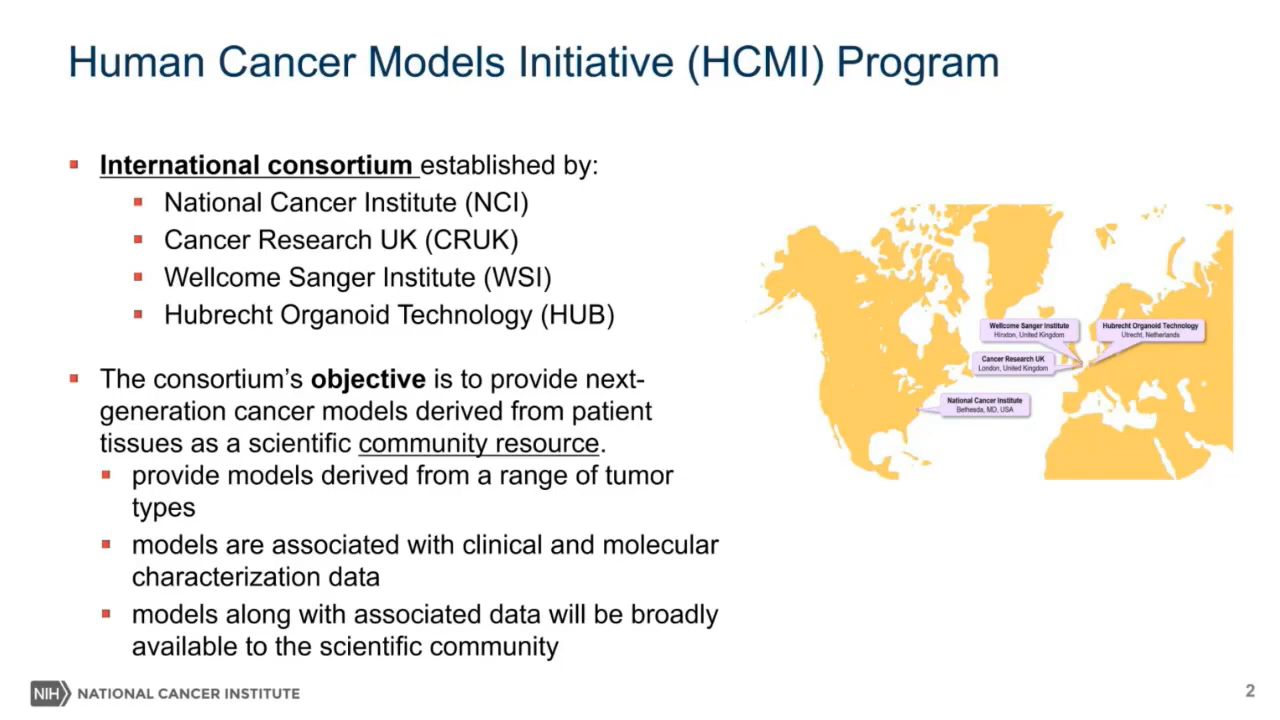 Human Cancer Models Initiative (HCMI) Program
International consortium established by:
National Cancer Institute (NCI)
Cancer Research UK (CRUK)
Wellcome Sanger Institute (WSI)
Hubrecht Organoid Technology (HUB)
The consortium’s objective is to provide next-
generation cancer models derived from patient
tissues as a scientific community resource.
provide models derived from a range of tumor
types
models are associated with clinical and molecular
characterization data
models along with associated data will be broadly
available to the scientific community
Wellcome Sanger Institute
Hinxton, United Kingdom
Hubrecht Organoid Technology
Utrecht, Netherlands
Cancer Research UK
London, United Kingdom
National Cancer Institute
Bethesda, MD, USA
NIH NATIONAL CANCER INSTITUTE
2